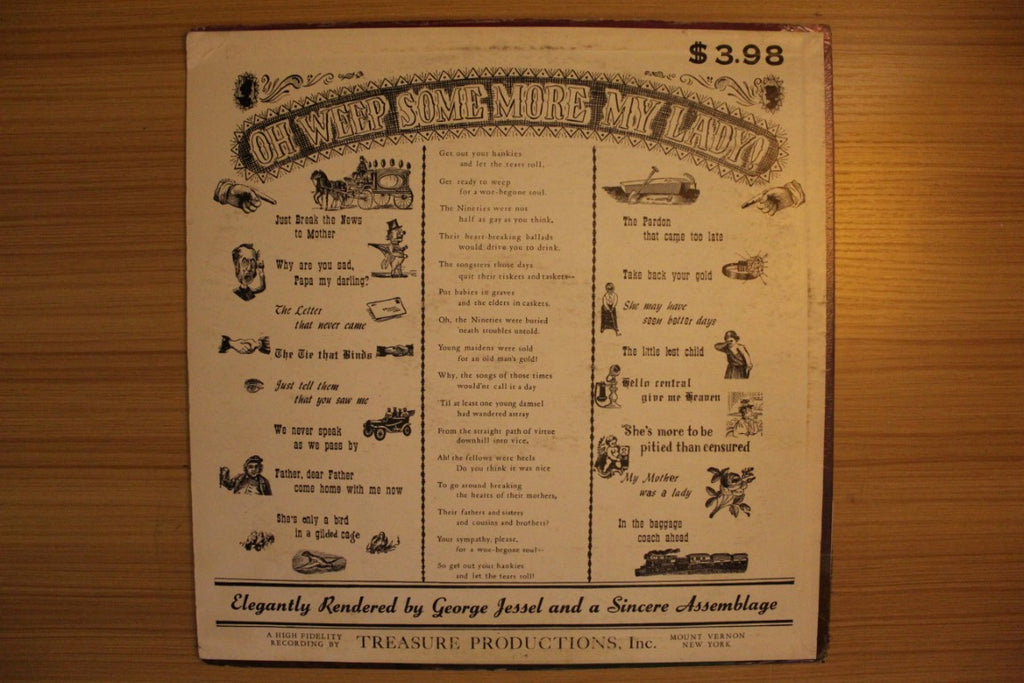 $3.98
OH WEEP SOME MORE MY LADY!
Just Break the News
to Mother
Why are you sad,
Papa my darling?
The Letter
that never came
The Tie that Binds
Just tell them
that you saw me
We never speak
as we pass by
Father, dear Father
come home with me now
She's only a bird
in a gilded cage
Get out your hankies
and let the tears roll,
Get ready to weep
for a woe-begone soul.
The Nineties were not
half as gay as you think,
Their heart-breaking ballads
would drive you to drink.
The songsters those days
quit their tiskets and taskets--
Put babies in graves
and the elders in caskets.
Oh, the Nineties were buried
'neath troubles untold.
Young maidens were sold
for an old man's gold!
Why, the songs of those times
would'nt call it a day
'Til at least one young damsel
had wandered astray
From the straight path of virtue
downhill into vice,
Ah! the fellows were heels
Do you think it was nice
To go around breaking
the hearts of their mothers,
Their fathers and sisters
and cousins and brothers?
Your sympathy, please,
for a woe-begone soul--
So get out your hankies
and let the tears roll!
The Pardon
that came too late
Take back your gold
She may have
seen better days
The little lost child
Hello central
give me Heaven
She's more to be
pitied than censured
My Mother
was a lady
In the baggage
coach ahead
Elegantly Rendered by George Jessel and a Sincere Assemblage
A HIGH FIDELITY
RECORDING BY
TREASURE PRODUCTIONS, Inc.
MOUNT VERNON
NEW YORK